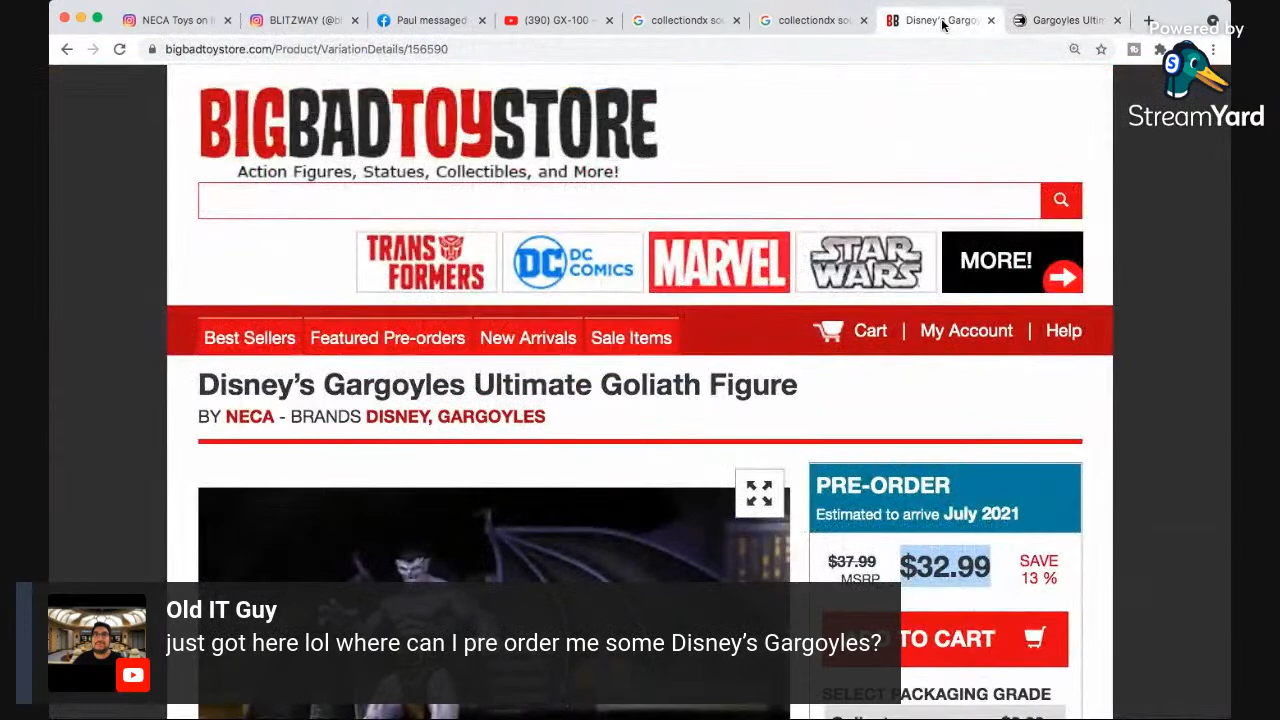 NECA Toys on I
BLITZWAY (@b
Paul messaged
(390) GX-100 -
collectiondx so
collectiondx so
Disney's Gargo
Gargoyles Ultim
bigbadtoystore.com/Product/VariationDetails/156590
Powered by
StreamYard
BIGBADTOYSTORE
Action Figures, Statues, Collectibles, and More!
TRANSFORMERS
DC DC COMICS
MARVEL
STAR WARS
MORE!
Best Sellers
Featured Pre-orders
New Arrivals
Sale Items
Cart | My Account | Help
Disney's Gargoyles Ultimate Goliath Figure
BY NECA - BRANDS DISNEY, GARGOYLES
PRE-ORDER
Estimated to arrive July 2021
$37.99 $32.99 SAVE
MSRP 13 %
TO CART
SELECT PACKAGING GRADE
Old IT Guy
just got here lol where can I pre order me some Disney's Gargoyles?